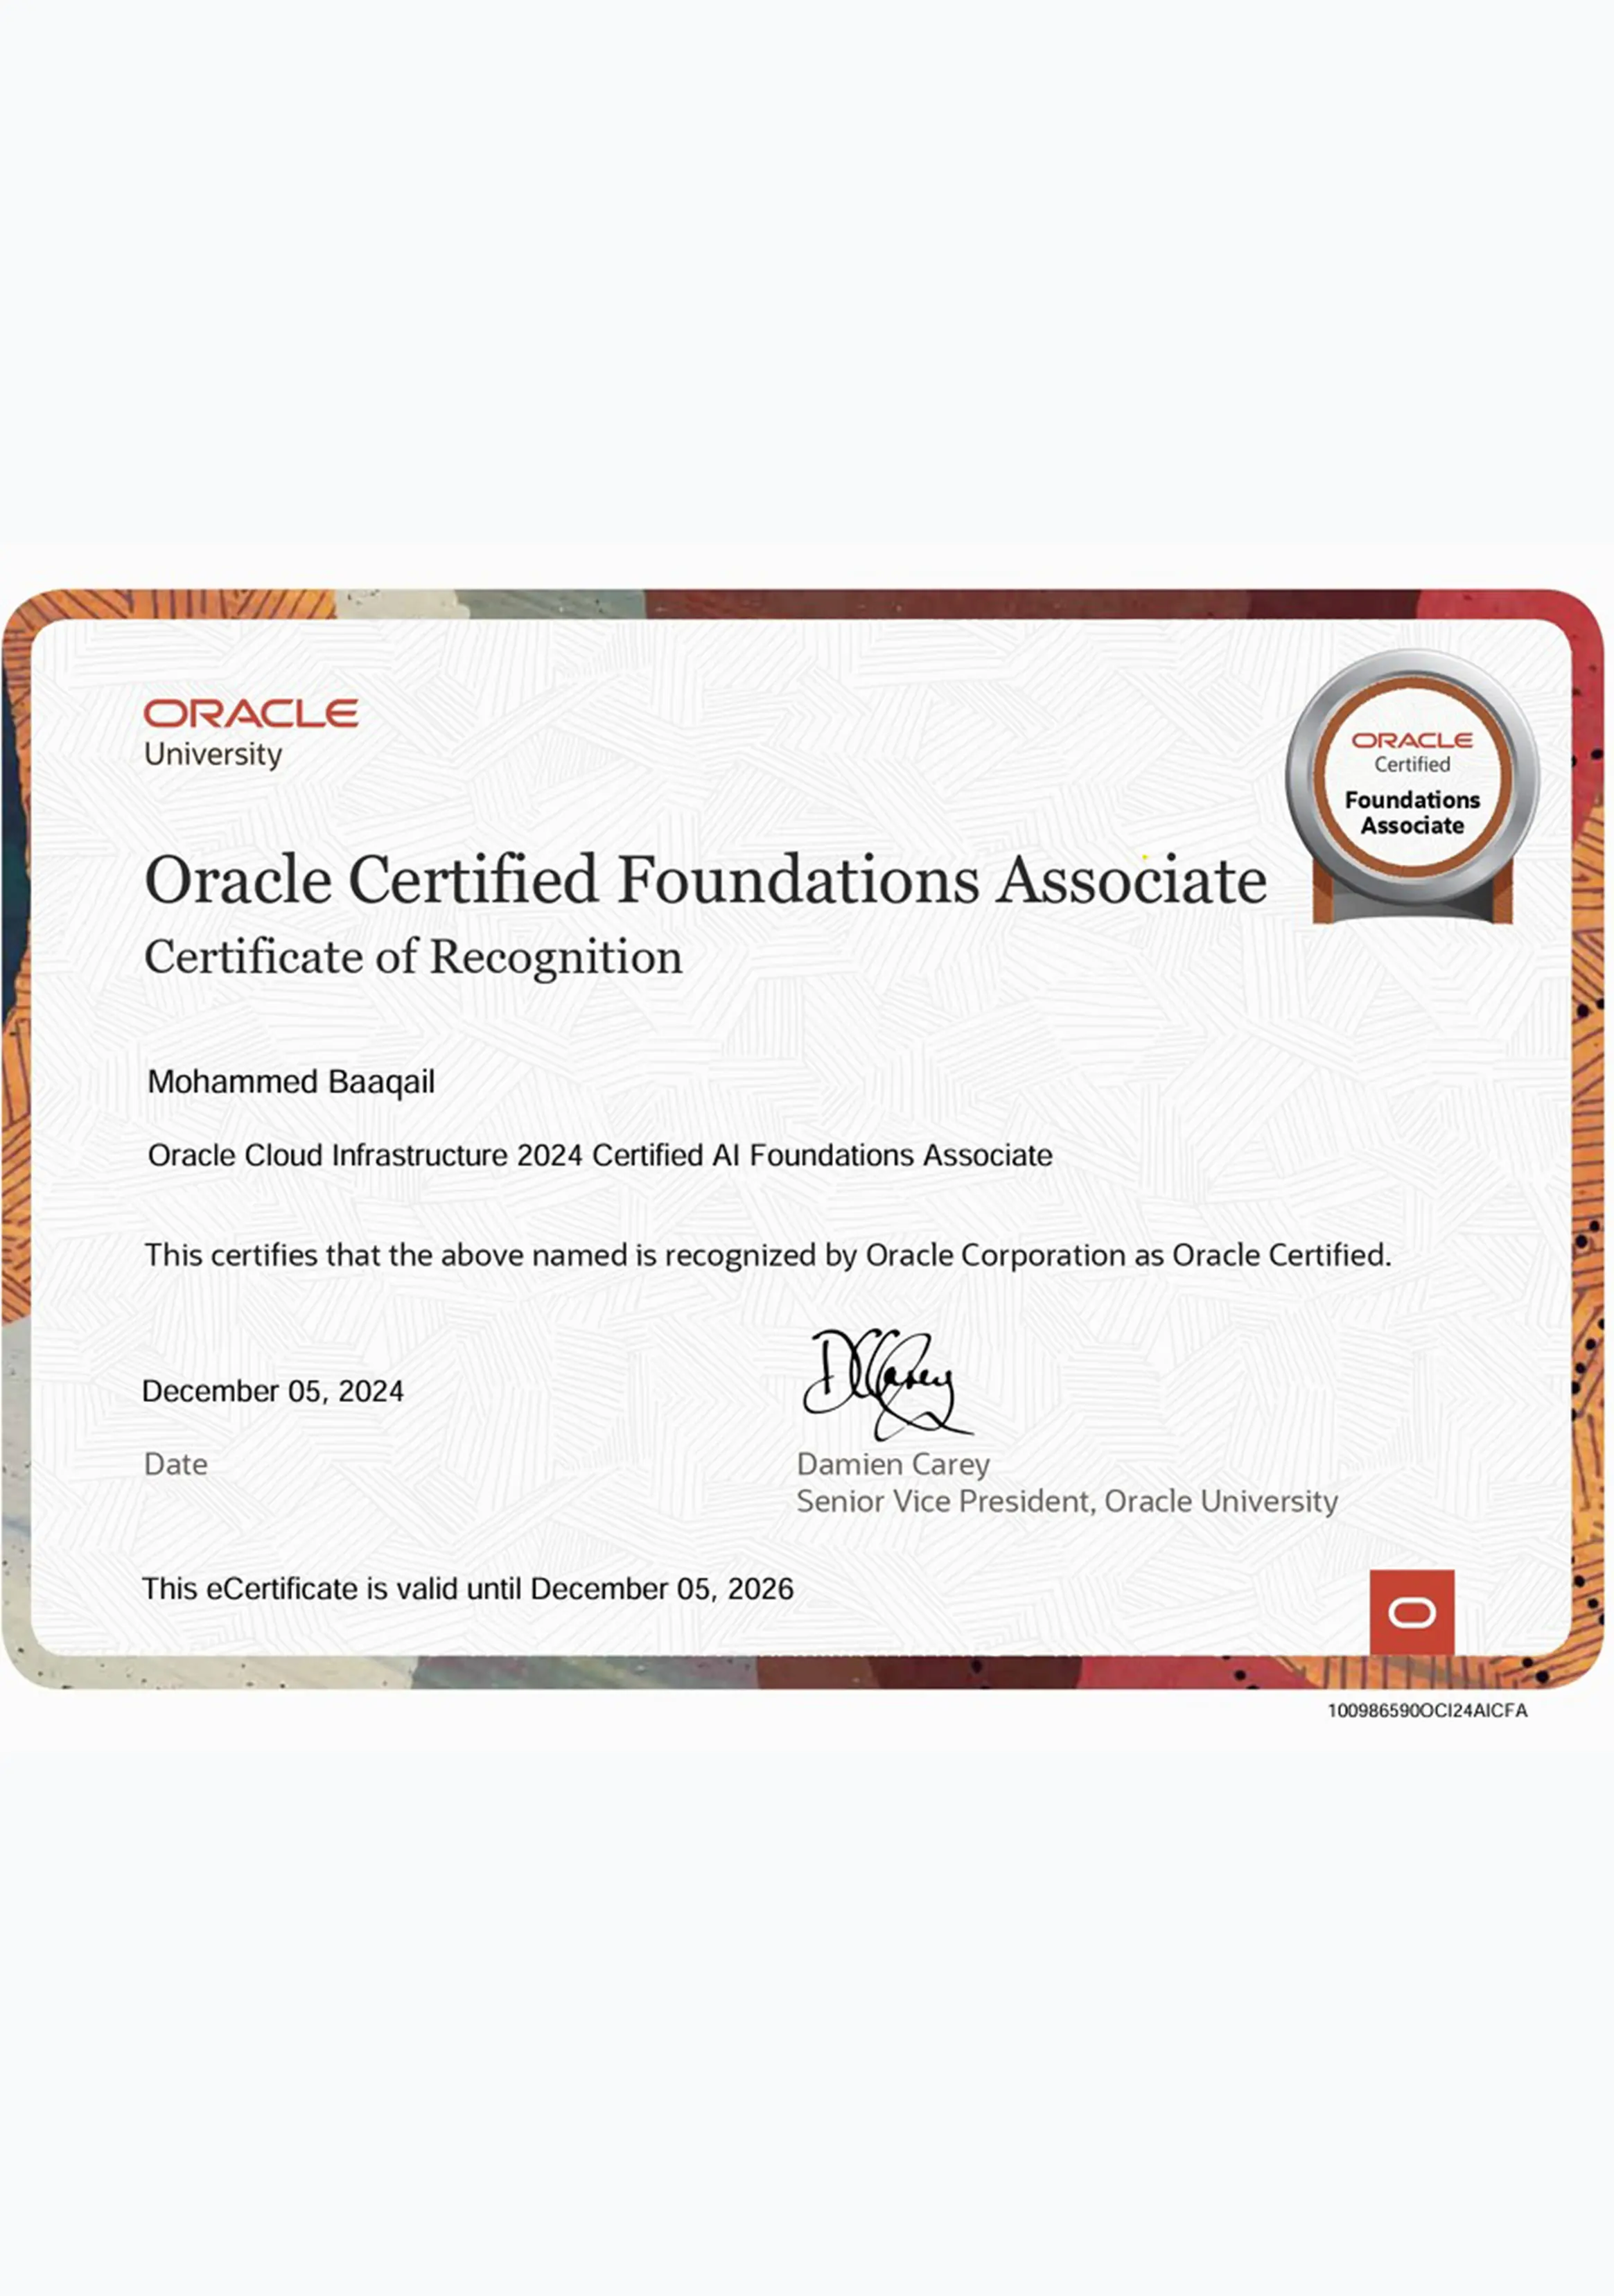 ORACLE
University
ORACLE
Certified
Foundations
Associate
Oracle Certified Foundations Associate
Certificate of Recognition
Mohammed Baaqail
Oracle Cloud Infrastructure 2024 Certified AI Foundations Associate
This certifies that the above named is recognized by Oracle Corporation as Oracle Certified.
December 05, 2024
Date
DCCarey
Damien Carey
Senior Vice President, Oracle University
This eCertificate is valid until December 05, 2026
100986590OCI24AICFA